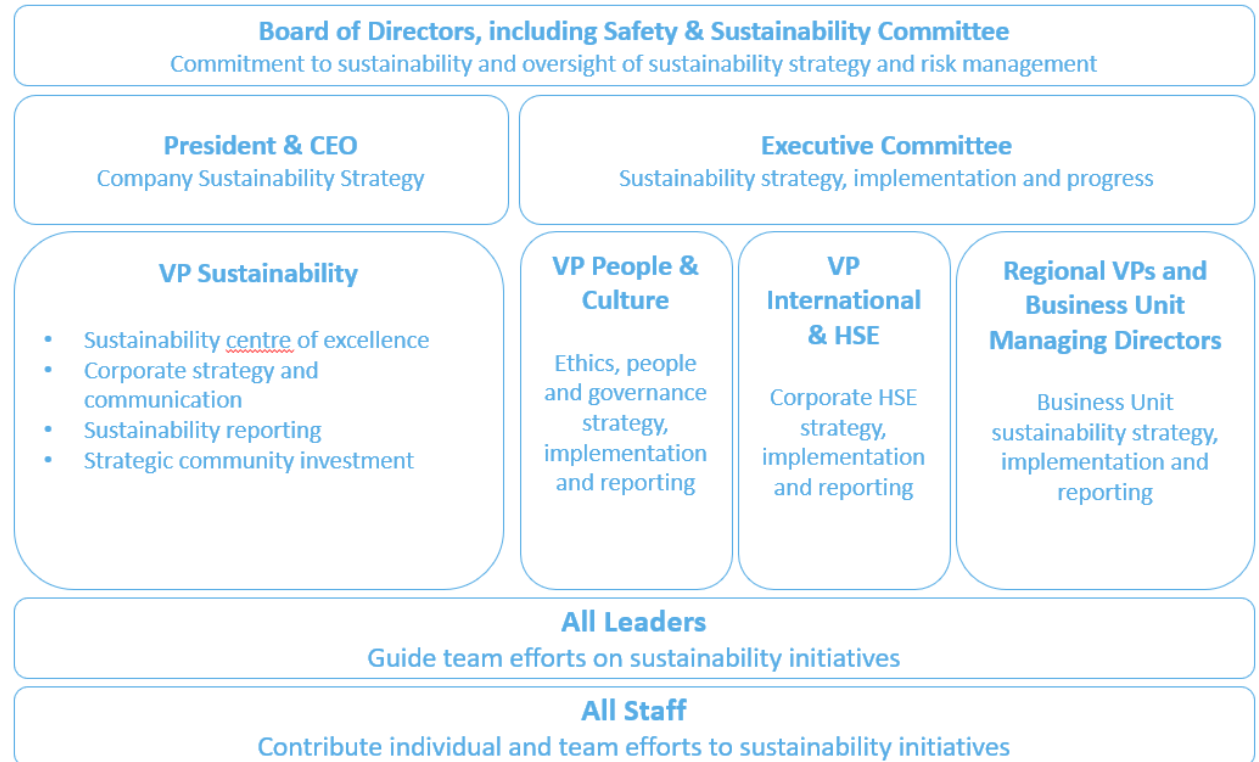 Board of Directors, including Safety & Sustainability Committee
Commitment to sustainability and oversight of sustainability strategy and risk management
President & CEO
Company Sustainability Strategy
Executive Committee
Sustainability strategy, implementation and progress
VP Sustainability
• Sustainability centre of excellence
• Corporate strategy and
communication
• Sustainability reporting
• Strategic community investment
VP People &
Culture
Ethics, people
and governance
strategy,
implementation
and reporting
VP
International
& HSE
Corporate HSE
strategy,
implementation
and reporting
Regional VPs and
Business Unit
Managing Directors
Business Unit
sustainability strategy,
implementation and
reporting
All Leaders
Guide team efforts on sustainability initiatives
All Staff
Contribute individual and team efforts to sustainability initiatives